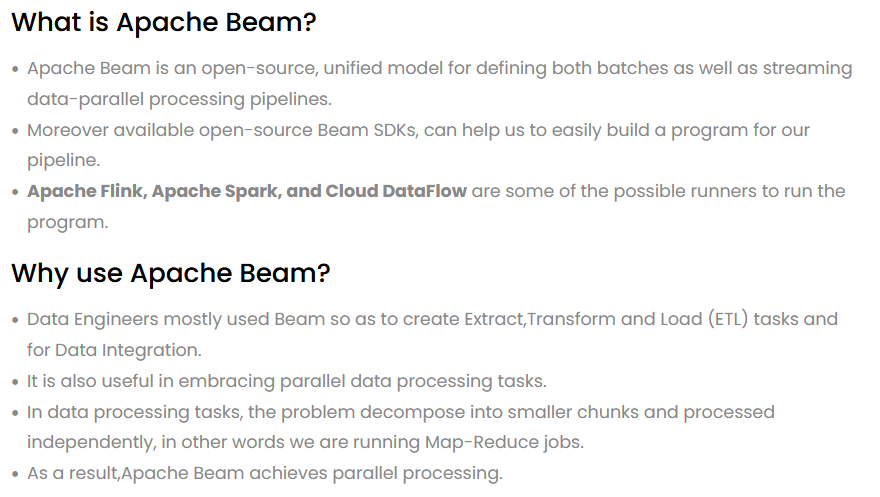 What is Apache Beam?
• Apache Beam is an open-source, unified model for defining both batches as well as streaming
data-parallel processing pipelines.
• Moreover available open-source Beam SDKs, can help us to easily build a program for our
pipeline.
• Apache Flink, Apache Spark, and Cloud DataFlow are some of the possible runners to run the
program.
Why use Apache Beam?
• Data Engineers mostly used Beam so as to create Extract,Transform and Load (ETL) tasks and
for Data Integration.
• It is also useful in embracing parallel data processing tasks.
• In data processing tasks, the problem decompose into smaller chunks and processed
independently, in other words we are running Map-Reduce jobs.
• As a result,Apache Beam achieves parallel processing.